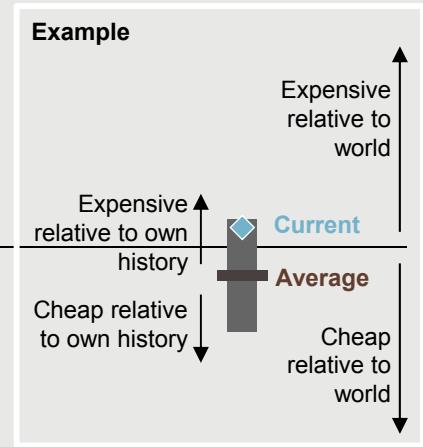 Example
Expensive
relative to
world
Expensive
relative to own
history
Current
Average
Cheap relative
to own history
Cheap
relative to
world